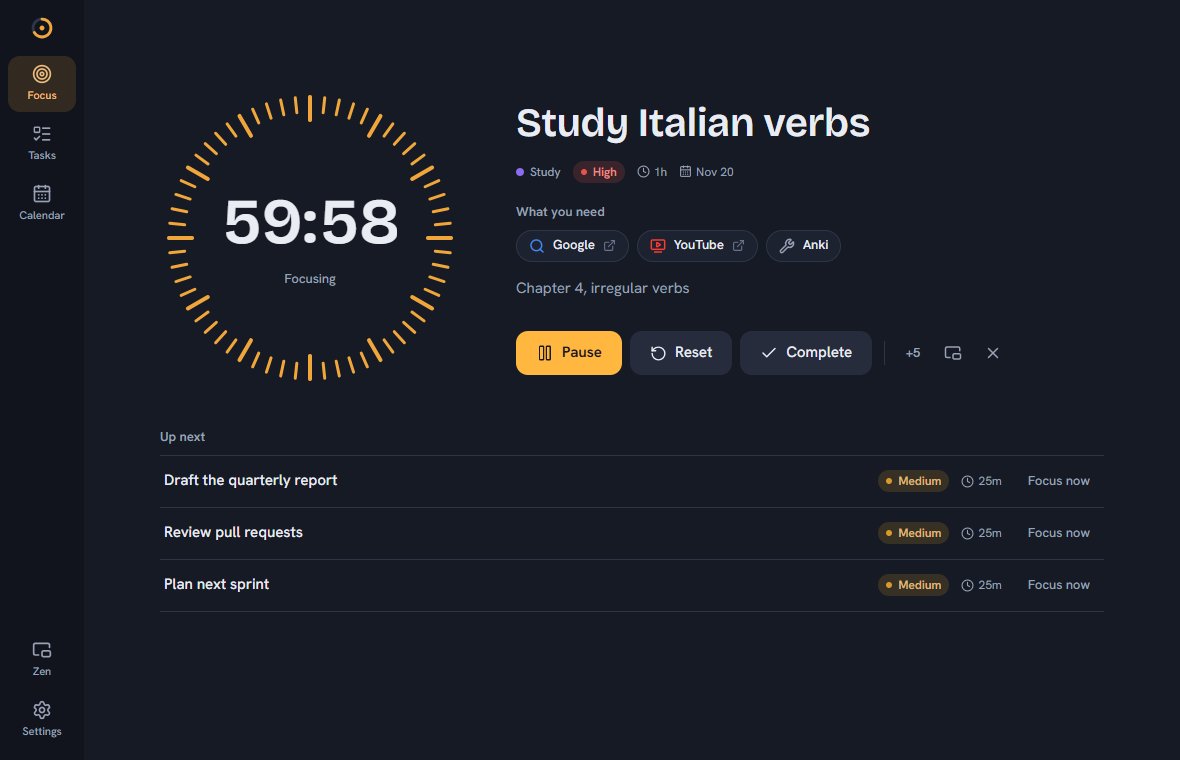 Focus
Tasks
Calendar
Zen
Settings
59:58
Focusing
Study Italian verbs
Study High 1h Nov 20
What you need
Google YouTube Anki
Chapter 4, irregular verbs
Pause Reset Complete +5
Up next
Draft the quarterly report Medium 25m Focus now
Review pull requests Medium 25m Focus now
Plan next sprint Medium 25m Focus now